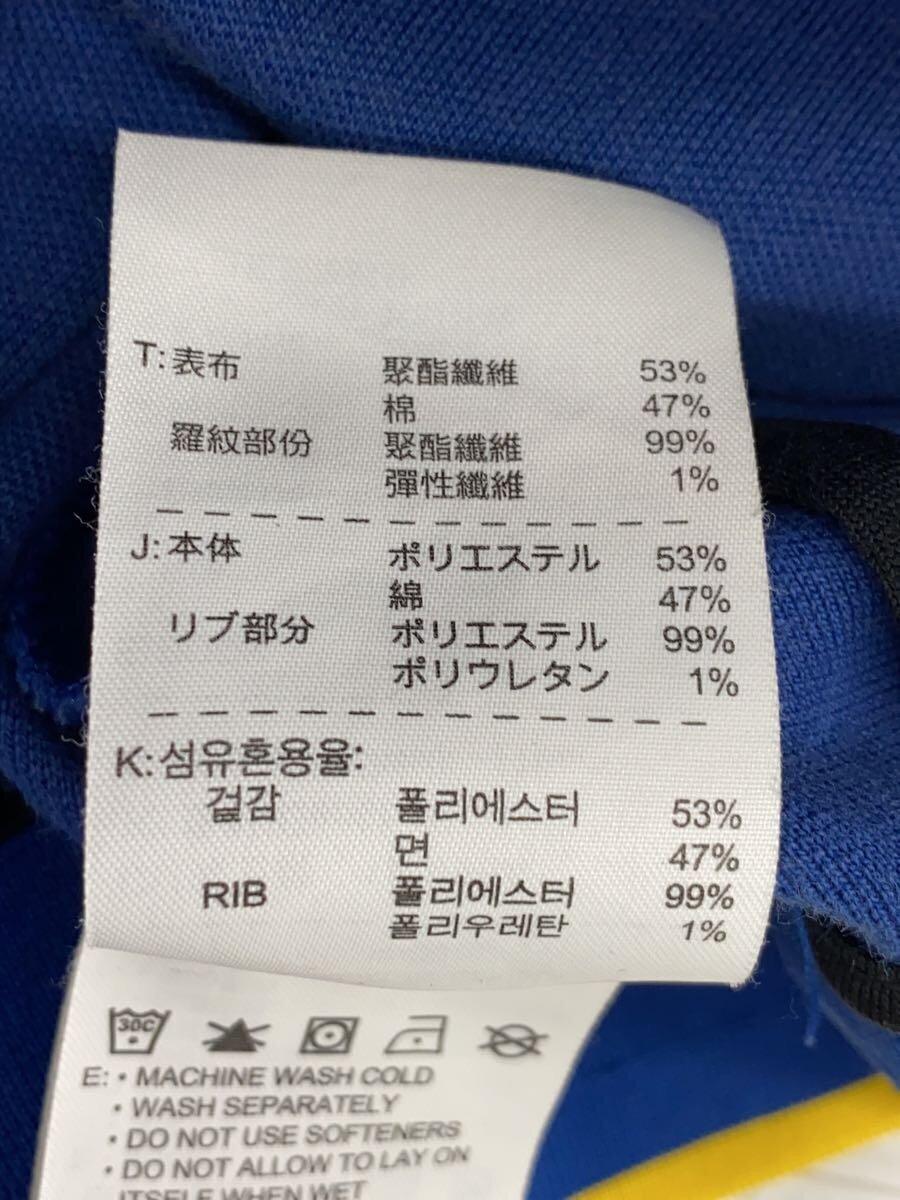 T: 表布 聚酯纖維 53%
棉 47%
羅紋部份 聚酯纖維 99%
彈性纖維 1%
J: 本体 ポリエステル 53%
綿 47%
リブ部分 ポリエステル 99%
ポリウレタン 1%
K: 섬유혼용율:
겉감 폴리에스터 53%
면 47%
RIB 폴리에스터 99%
폴리우레탄 1%
30C
E: • MACHINE WASH COLD
• WASH SEPARATELY
• DO NOT USE SOFTENERS
• DO NOT ALLOW TO LAY ON
ITSELF WHEN WET